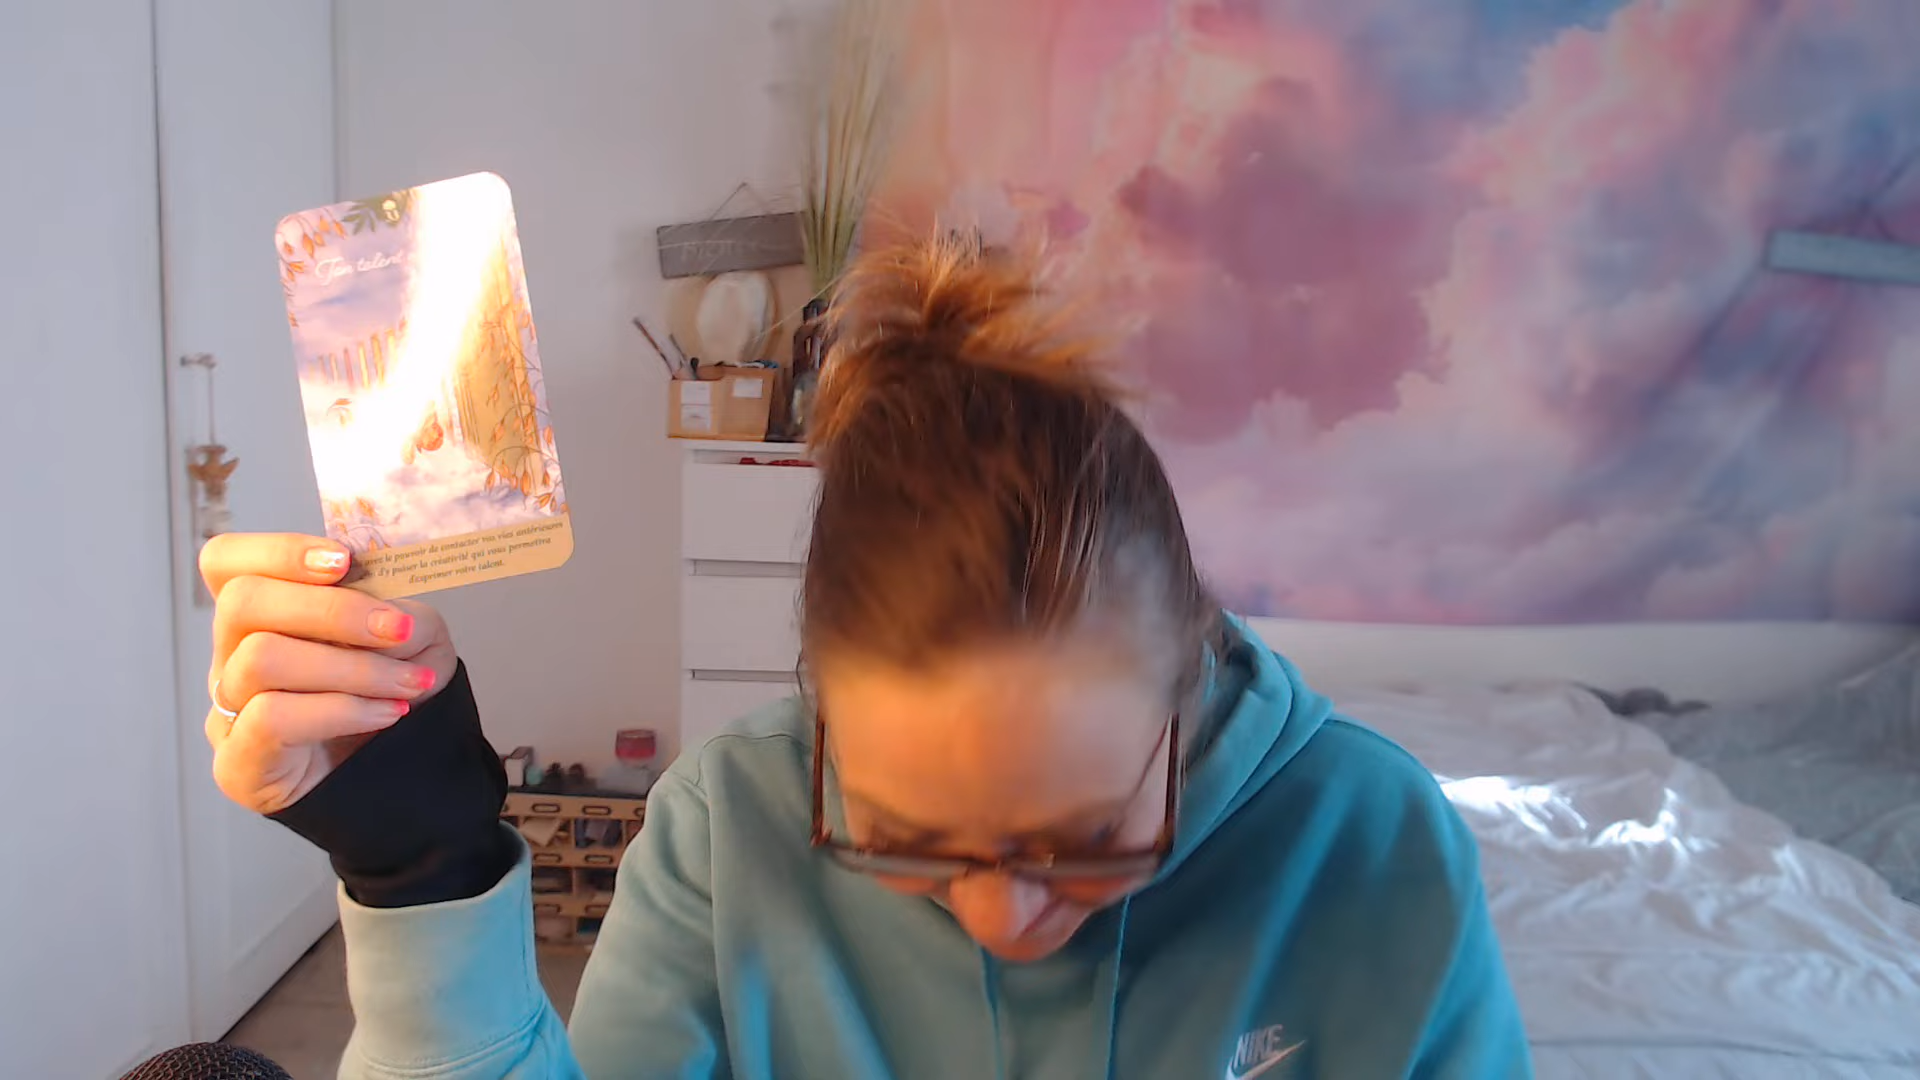 Ton talent
avez le pouvoir de contacter vos vies antérieures
d'y puiser la créativité qui vous permettra
d'exprimer votre talent.
NIKE